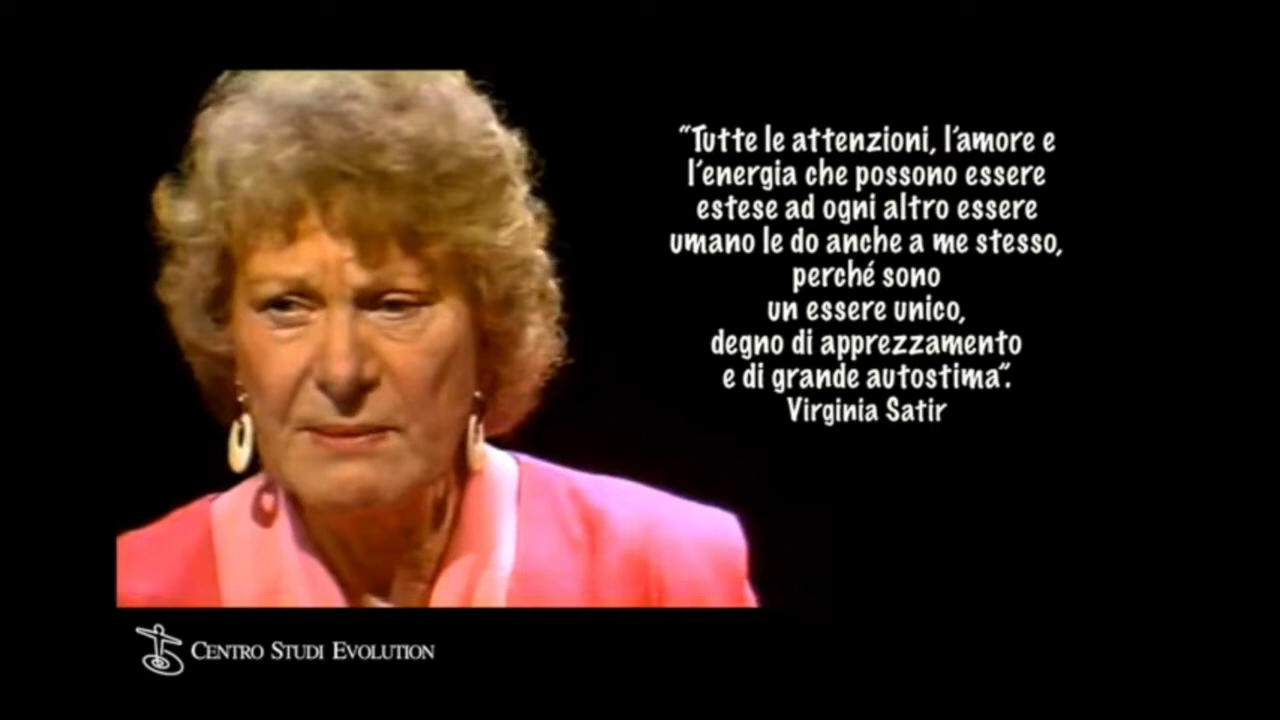 “Tutte le attenzioni, l’amore e
l’energia che possono essere
estese ad ogni altro essere
umano le do anche a me stesso,
perché sono
un essere unico,
degno di apprezzamento
e di grande autostima”.
Virginia Satir
CENTRO STUDI EVOLUTION